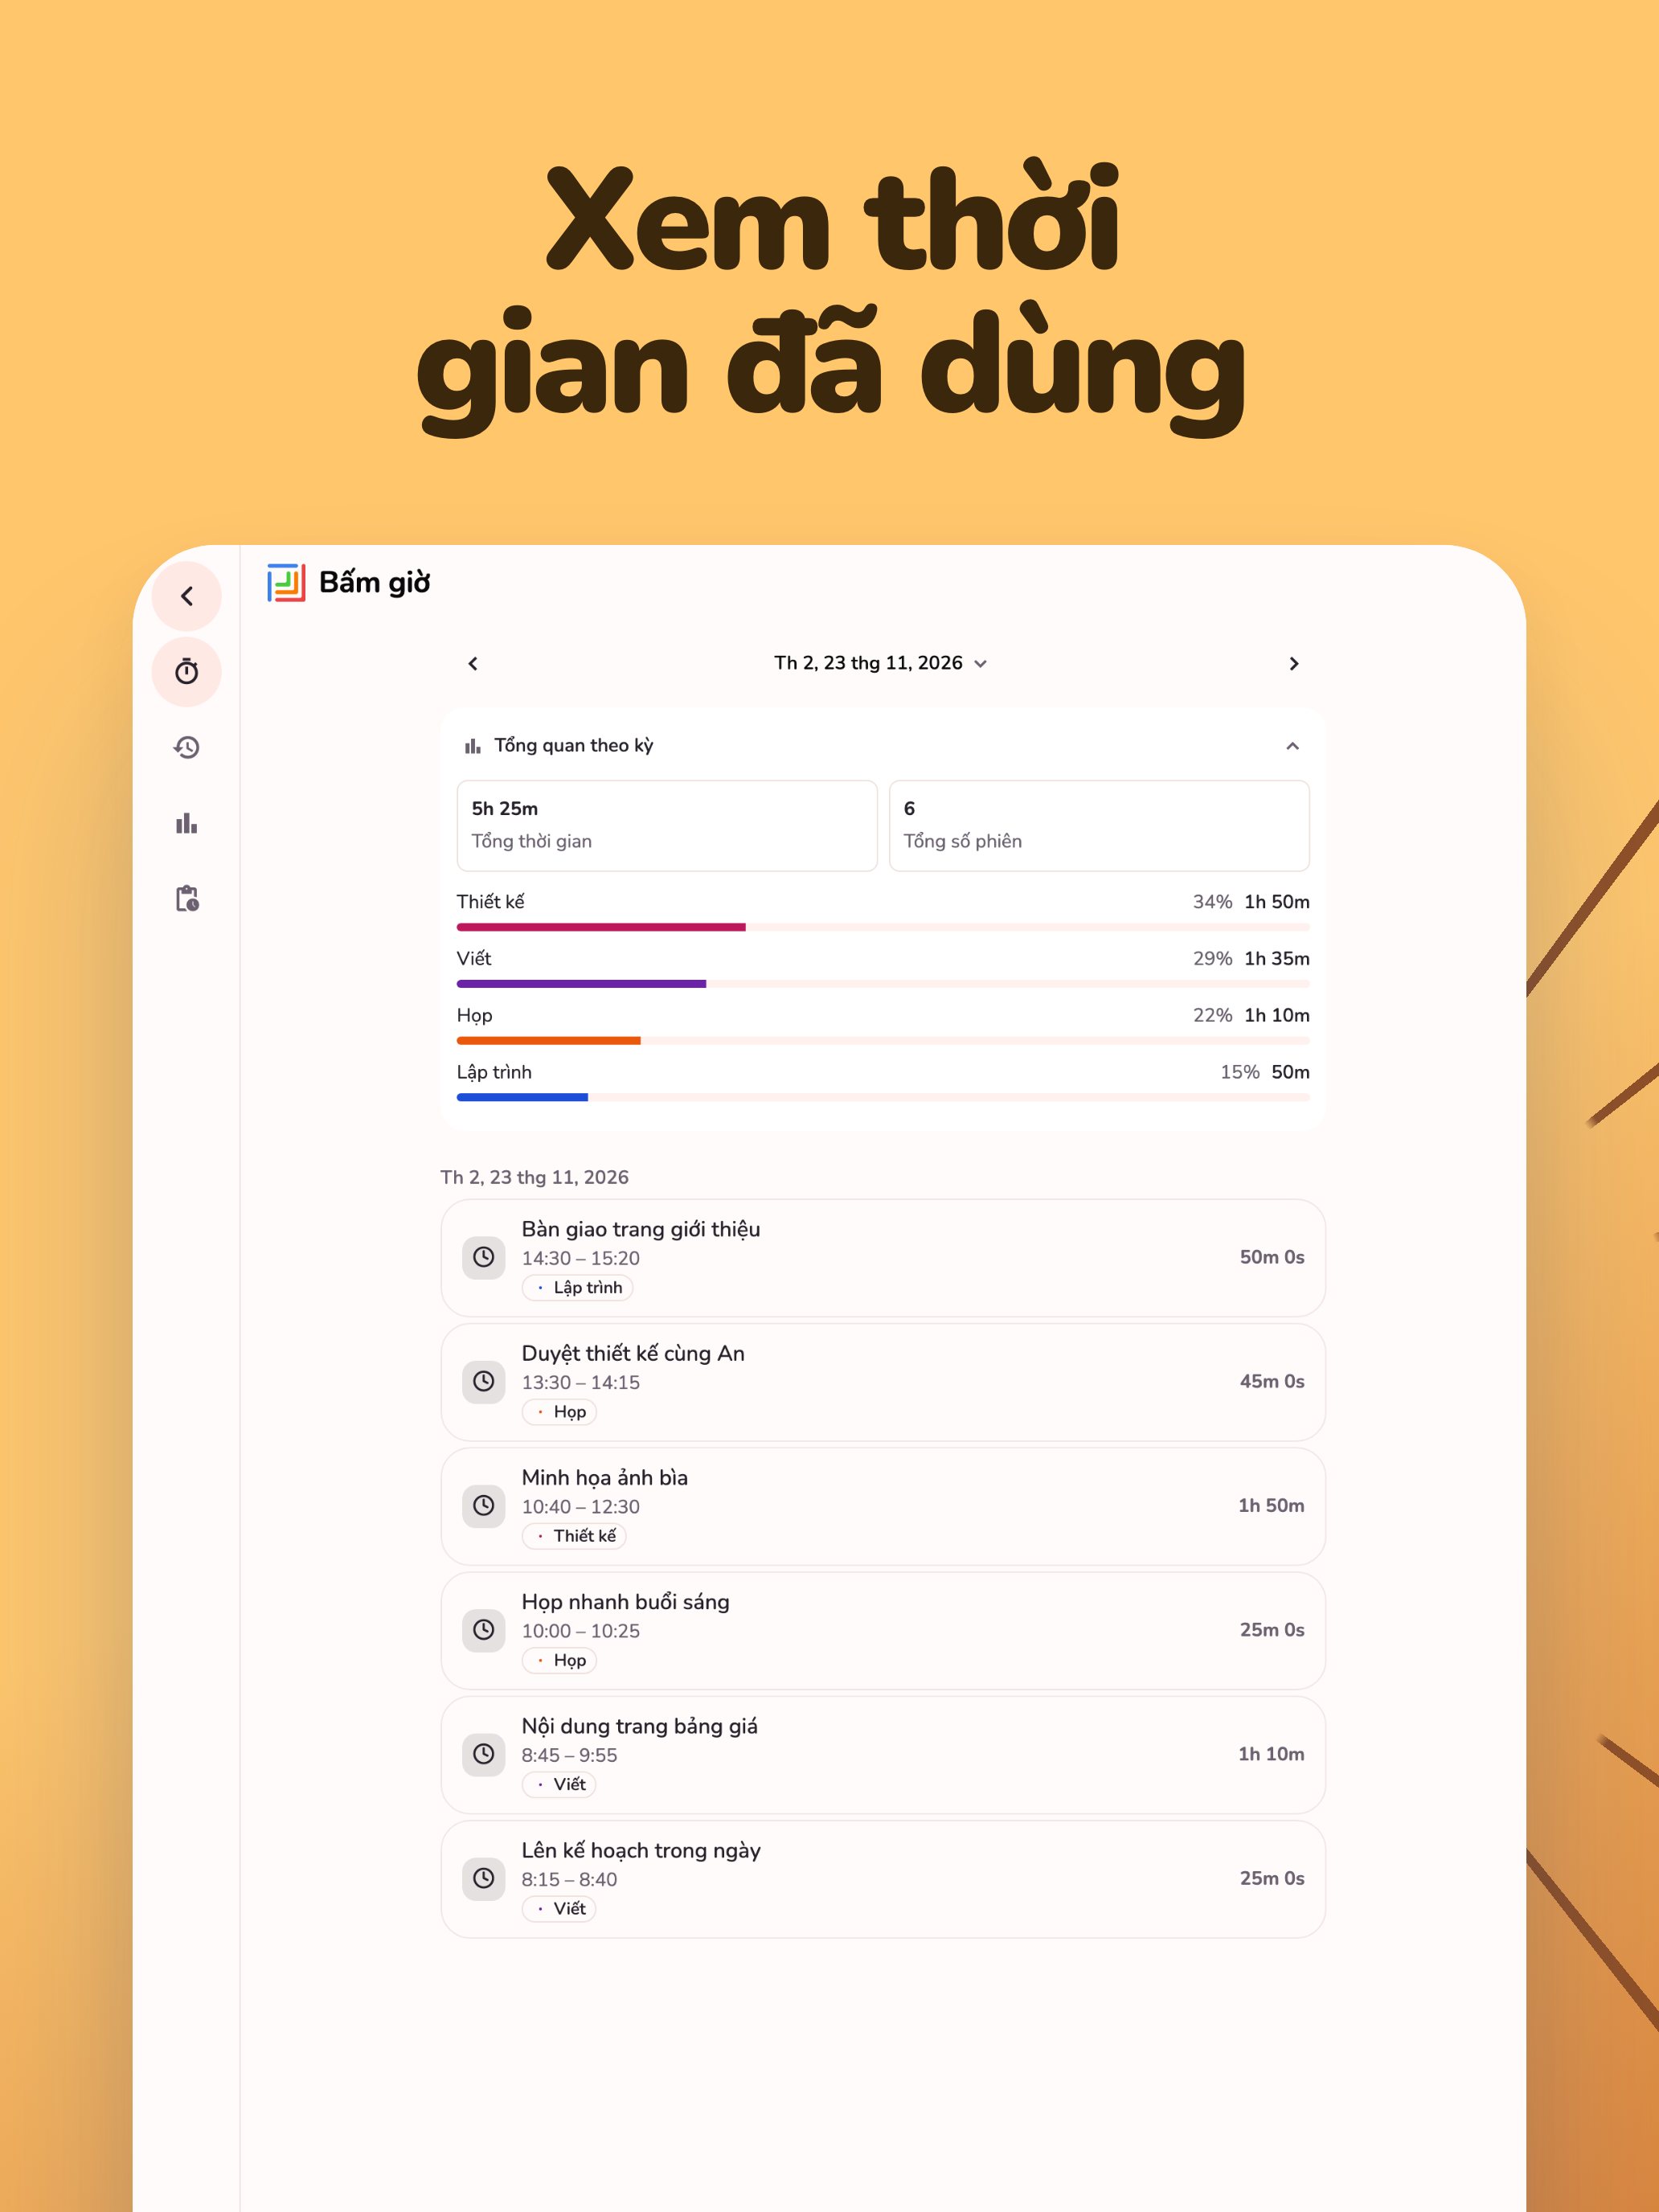 Xem thời
gian đã dùng
Bấm giờ
Th 2, 23 thg 11, 2026
Tổng quan theo kỳ
5h 25m
Tổng thời gian
6
Tổng số phiên
Thiết kế 34% 1h 50m
Viết 29% 1h 35m
Họp 22% 1h 10m
Lập trình 15% 50m
Th 2, 23 thg 11, 2026
Bàn giao trang giới thiệu
14:30 – 15:20
50m 0s
Lập trình
Duyệt thiết kế cùng An
13:30 – 14:15
45m 0s
Họp
Minh họa ảnh bìa
10:40 – 12:30
1h 50m
Thiết kế
Họp nhanh buổi sáng
10:00 – 10:25
25m 0s
Họp
Nội dung trang bảng giá
8:45 – 9:55
1h 10m
Viết
Lên kế hoạch trong ngày
8:15 – 8:40
25m 0s
Viết